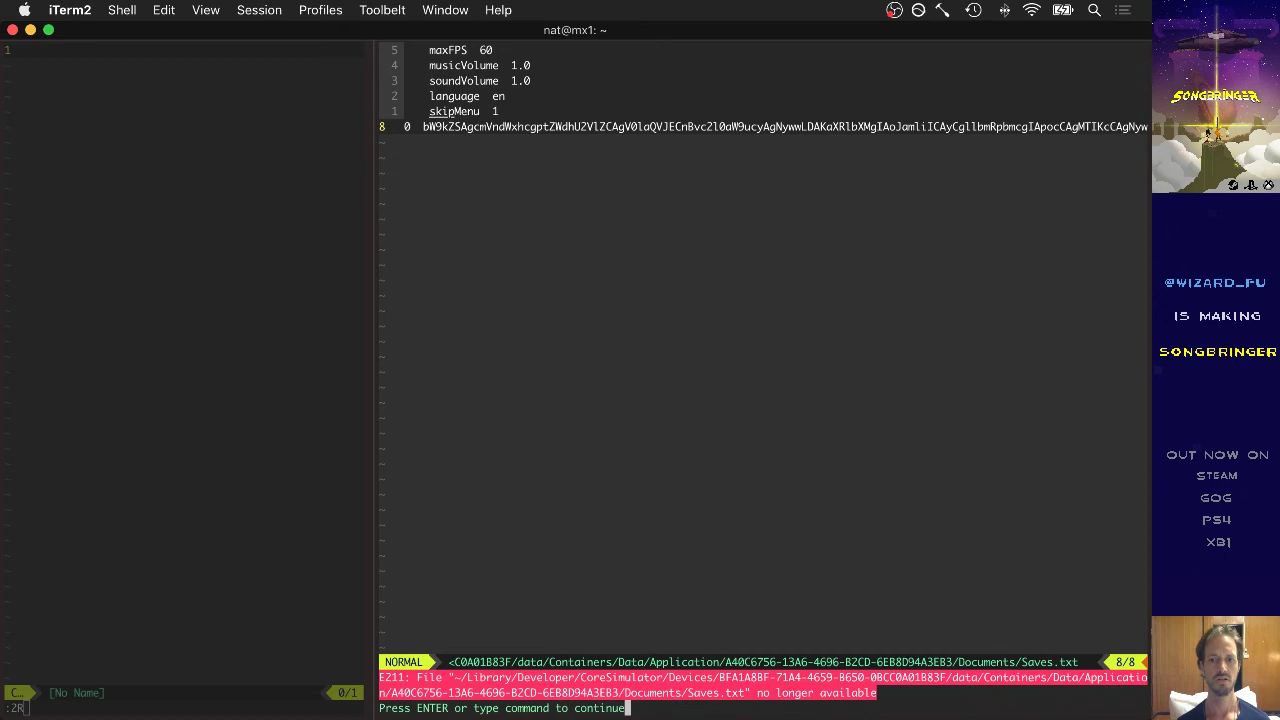 iTerm2 Shell Edit View Session Profiles Toolbelt Window Help
nat@mx1: ~
1
5 maxFPS 60
4 musicVolume 1.0
3 soundVolume 1.0
2 language en
1 skipMenu 1
8 0 bW9kZSAgcmVndWxhcgptZWdhU2VlZCAgV0laQVJECnBvc2l0aW9ucyAgNywwLDAKaXRlbXMgIAoJamliICAyCgllbmRpbmcgIApocCAgMTIKcCAgNyw
NORMAL <C0A01B83F/data/Containers/Data/Application/A40C6756-13A6-4696-B2CD-6EB8D94A3EB3/Documents/Saves.txt 8/8
E211: File "~/Library/Developer/CoreSimulator/Devices/BFA1A8BF-71A4-4659-B650-0BCC0A01B83F/data/Containers/Data/Applicatio
n/A40C6756-13A6-4696-B2CD-6EB8D94A3EB3/Documents/Saves.txt" no longer available
Press ENTER or type command to continue
C… [No Name] 0/1
:2R
SONGBRINGER
@WIZARD_FU
IS MAKING
SONGBRINGER
OUT NOW ON
STEAM
GOG
PS4
XB1